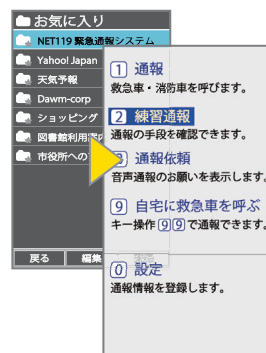 お気に入り
NET119 緊急通報システム
Yahoo! Japan
天気予報
Dawm-corp
ショッピング
図書館利用案内
市役所への
戻る
編集
1 通報
救急車・消防車を呼びます。
2 練習通報
通報の手段を確認できます。
3 通報依頼
音声通報のお願いを表示します。
9 自宅に救急車を呼ぶ
キー操作99で通報できます。
0 設定
通報情報を登録します。